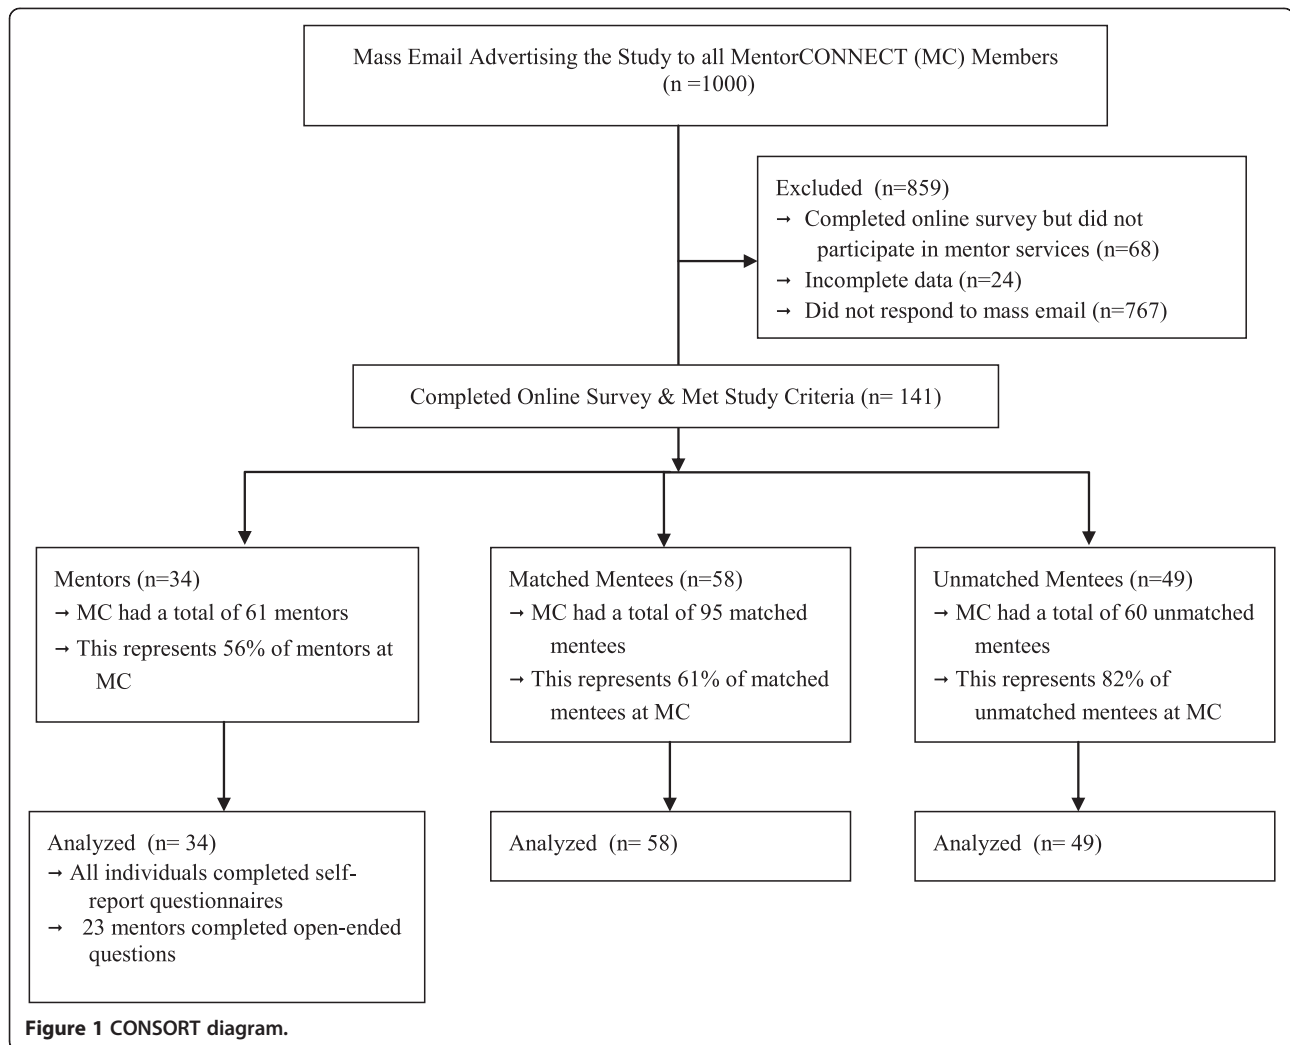 Mass Email Advertising the Study to all MentorCONNECT (MC) Members
(n =1000)
Excluded (n=859)
→ Completed online survey but did not
participate in mentor services (n=68)
→ Incomplete data (n=24)
→ Did not respond to mass email (n=767)
Completed Online Survey & Met Study Criteria (n= 141)
Mentors (n=34)
→ MC had a total of 61 mentors
→ This represents 56% of mentors at
MC
Matched Mentees (n=58)
→ MC had a total of 95 matched
mentees
→ This represents 61% of matched
mentees at MC
Unmatched Mentees (n=49)
→ MC had a total of 60 unmatched
mentees
→ This represents 82% of
unmatched mentees at MC
Analyzed (n= 34)
→ All individuals completed self-
report questionnaires
→ 23 mentors completed open-ended
questions
Analyzed (n= 58)
Analyzed (n= 49)
Figure 1 CONSORT diagram.